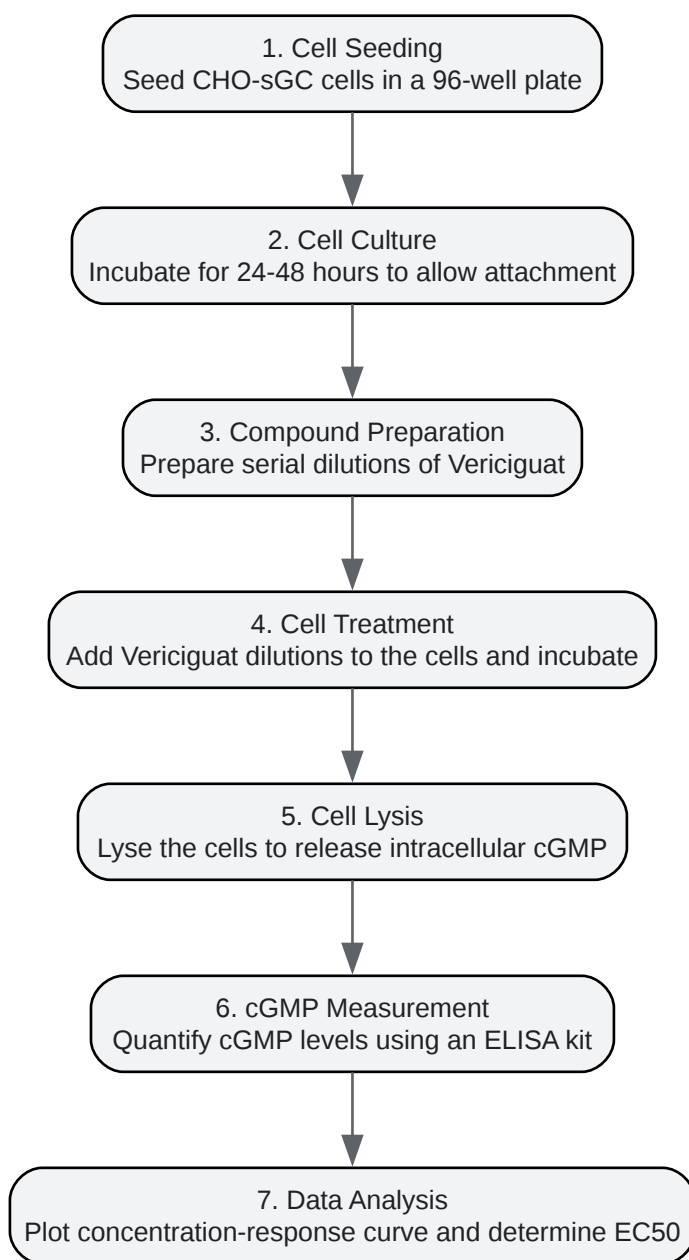 1. Cell Seeding
Seed CHO-sGC cells in a 96-well plate
2. Cell Culture
Incubate for 24-48 hours to allow attachment
3. Compound Preparation
Prepare serial dilutions of Vericiguat
4. Cell Treatment
Add Vericiguat dilutions to the cells and incubate
5. Cell Lysis
Lyse the cells to release intracellular cGMP
6. cGMP Measurement
Quantify cGMP levels using an ELISA kit
7. Data Analysis
Plot concentration-response curve and determine EC50